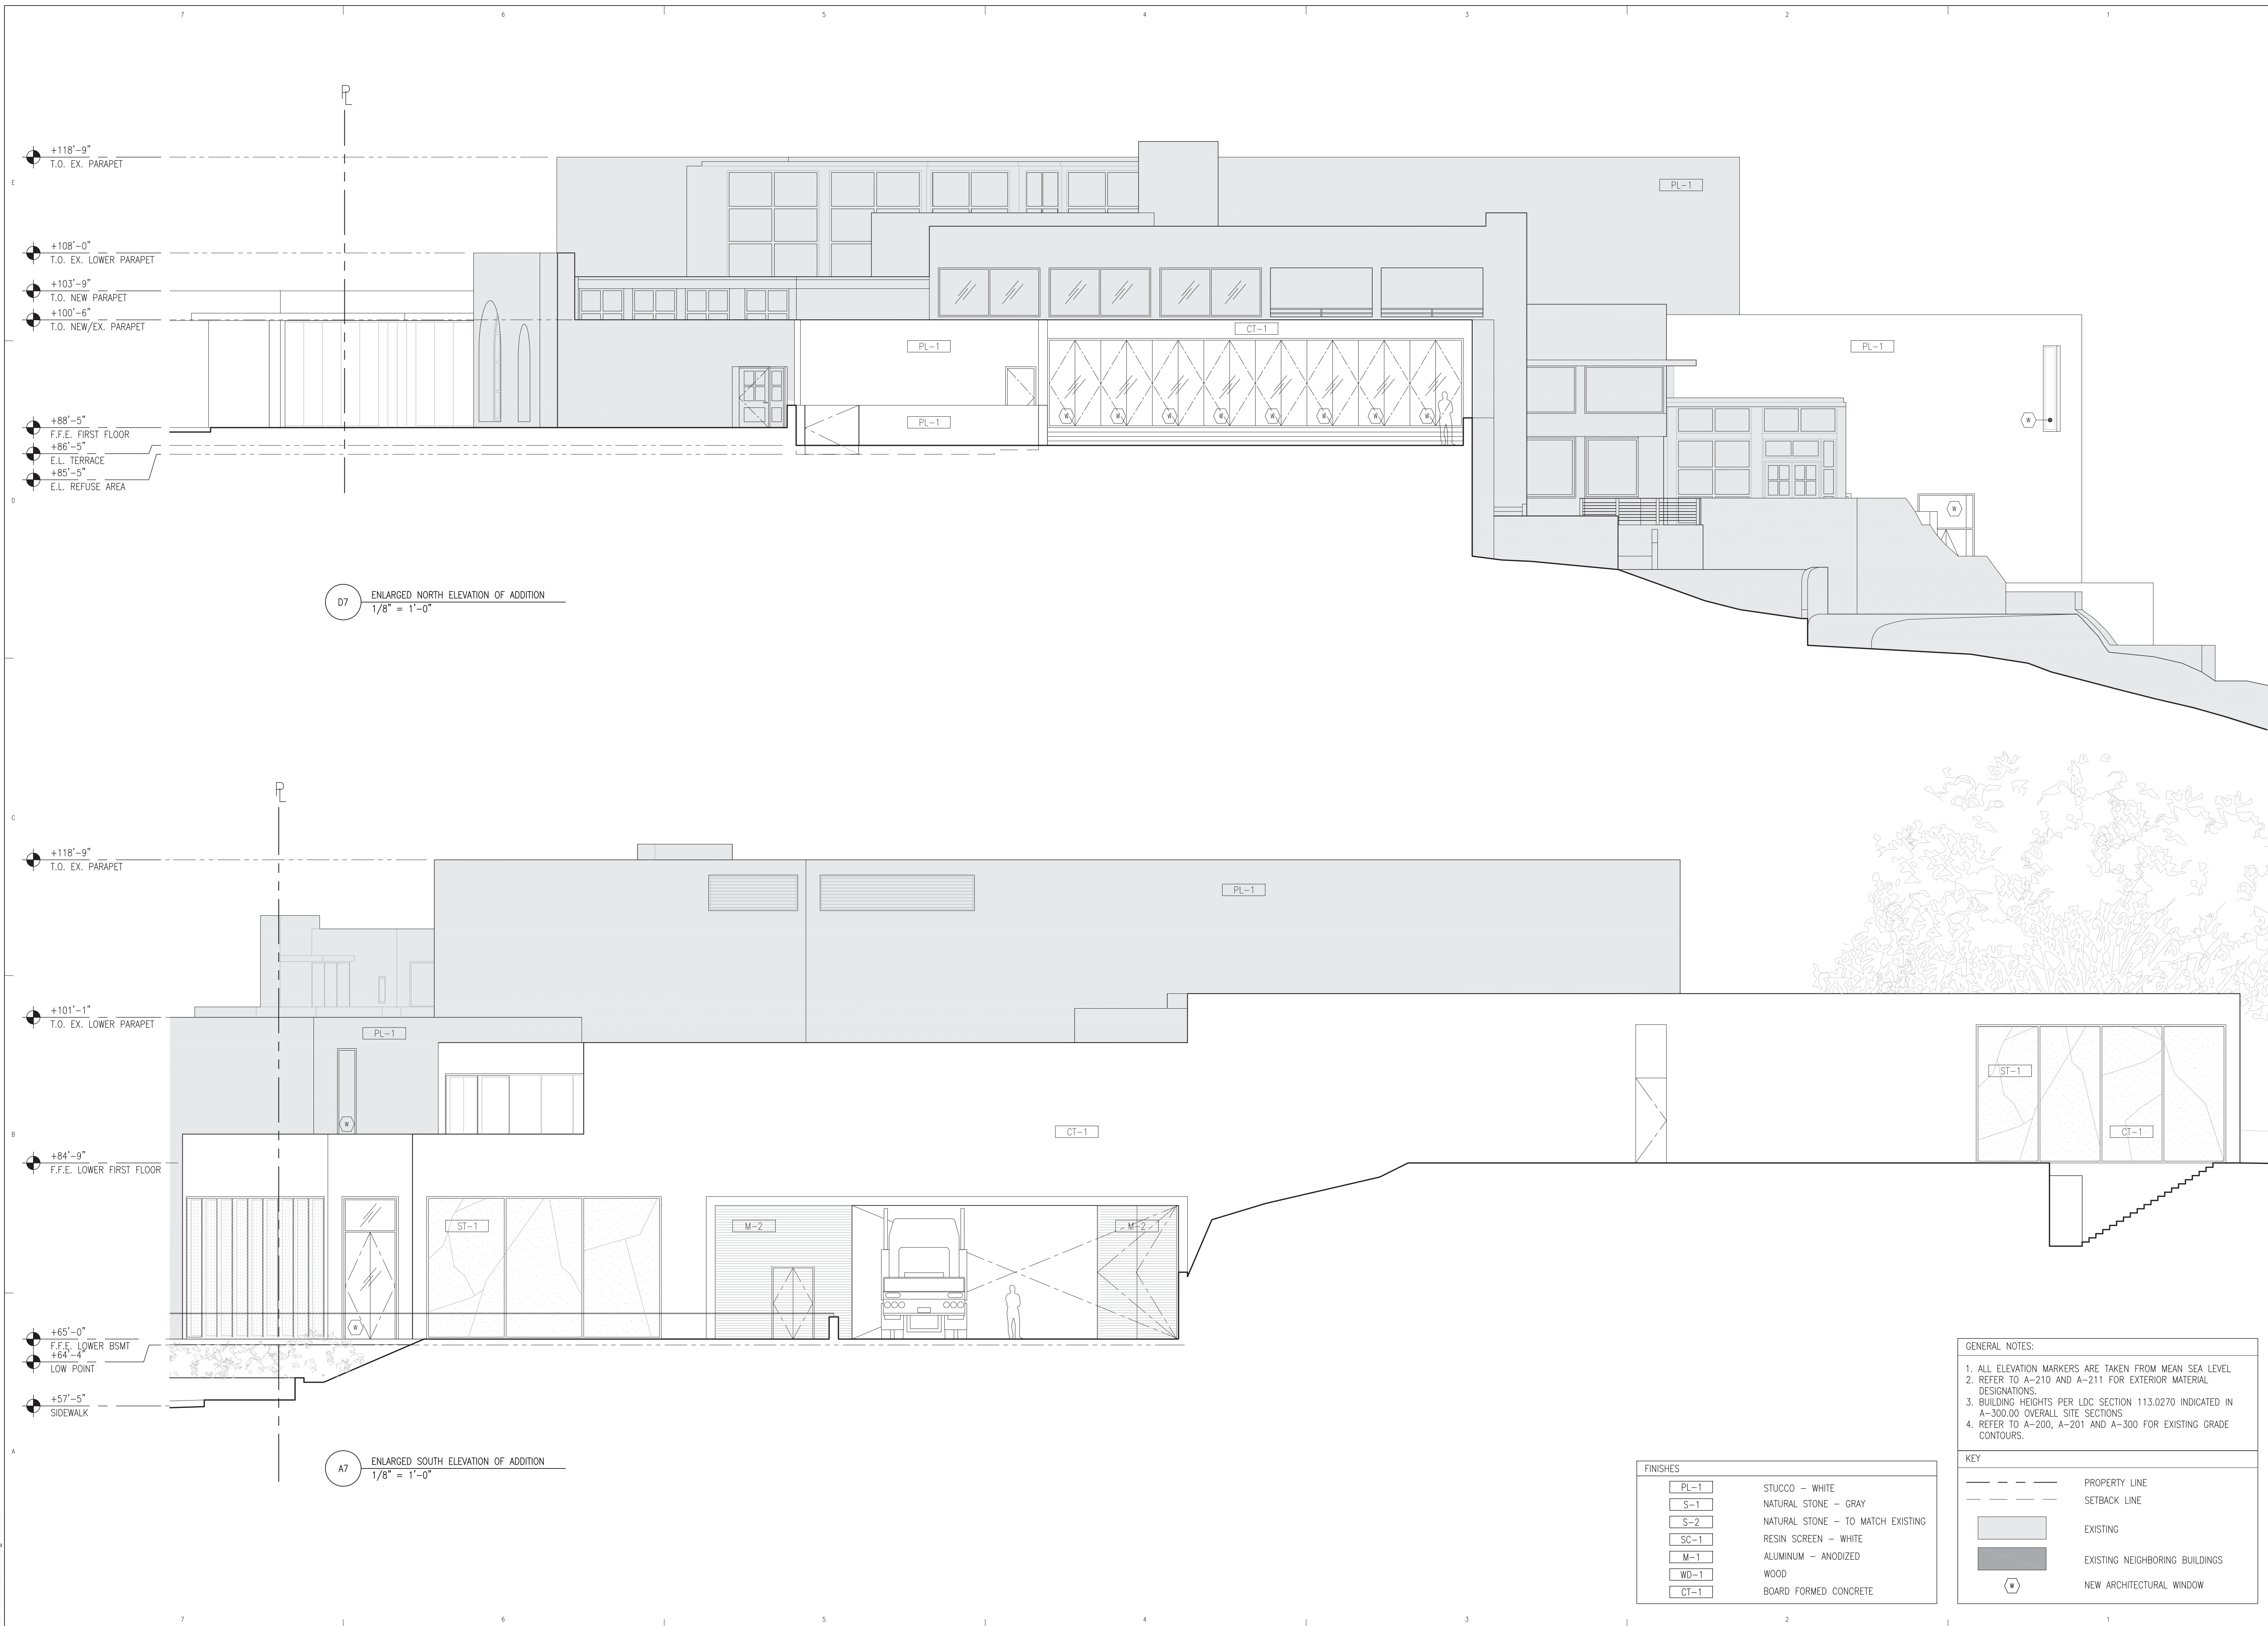 7 6 5 4 3 2 1
PL
+118'-9"
T.O. EX. PARAPET
E
PL-1
+108'-0"
T.O. EX. LOWER PARAPET
+103'-9"
T.O. NEW PARAPET
+100'-6"
T.O. NEW/EX. PARAPET
CT-1
PL-1
PL-1
W W W W W W W W
W
PL-1
+88'-5"
F.F.E. FIRST FLOOR
+86'-5"
E.L. TERRACE
+85'-5"
E.L. REFUSE AREA
D
W
D7
ENLARGED NORTH ELEVATION OF ADDITION
1/8" = 1'-0"
PL
C
+118'-9"
T.O. EX. PARAPET
PL-1
+101'-1"
T.O. EX. LOWER PARAPET
PL-1
ST-1
W
B
CT-1
CT-1
+84'-9"
F.F.E. LOWER FIRST FLOOR
ST-1
M-2
M-2
W
+65'-0"
F.F.E. LOWER BSMT
+64'-4"
LOW POINT
+57'-5"
SIDEWALK
A
A7
ENLARGED SOUTH ELEVATION OF ADDITION
1/8" = 1'-0"
FINISHES
PL-1 STUCCO - WHITE
S-1 NATURAL STONE - GRAY
S-2 NATURAL STONE - TO MATCH EXISTING
SC-1 RESIN SCREEN - WHITE
M-1 ALUMINUM - ANODIZED
WD-1 WOOD
CT-1 BOARD FORMED CONCRETE
GENERAL NOTES:
1. ALL ELEVATION MARKERS ARE TAKEN FROM MEAN SEA LEVEL
2. REFER TO A-210 AND A-211 FOR EXTERIOR MATERIAL
DESIGNATIONS.
3. BUILDING HEIGHTS PER LDC SECTION 113.0270 INDICATED IN
A-300.00 OVERALL SITE SECTIONS
4. REFER TO A-200, A-201 AND A-300 FOR EXISTING GRADE
CONTOURS.
KEY
PROPERTY LINE
SETBACK LINE
EXISTING
EXISTING NEIGHBORING BUILDINGS
W NEW ARCHITECTURAL WINDOW
7 6 5 4 3 2 1